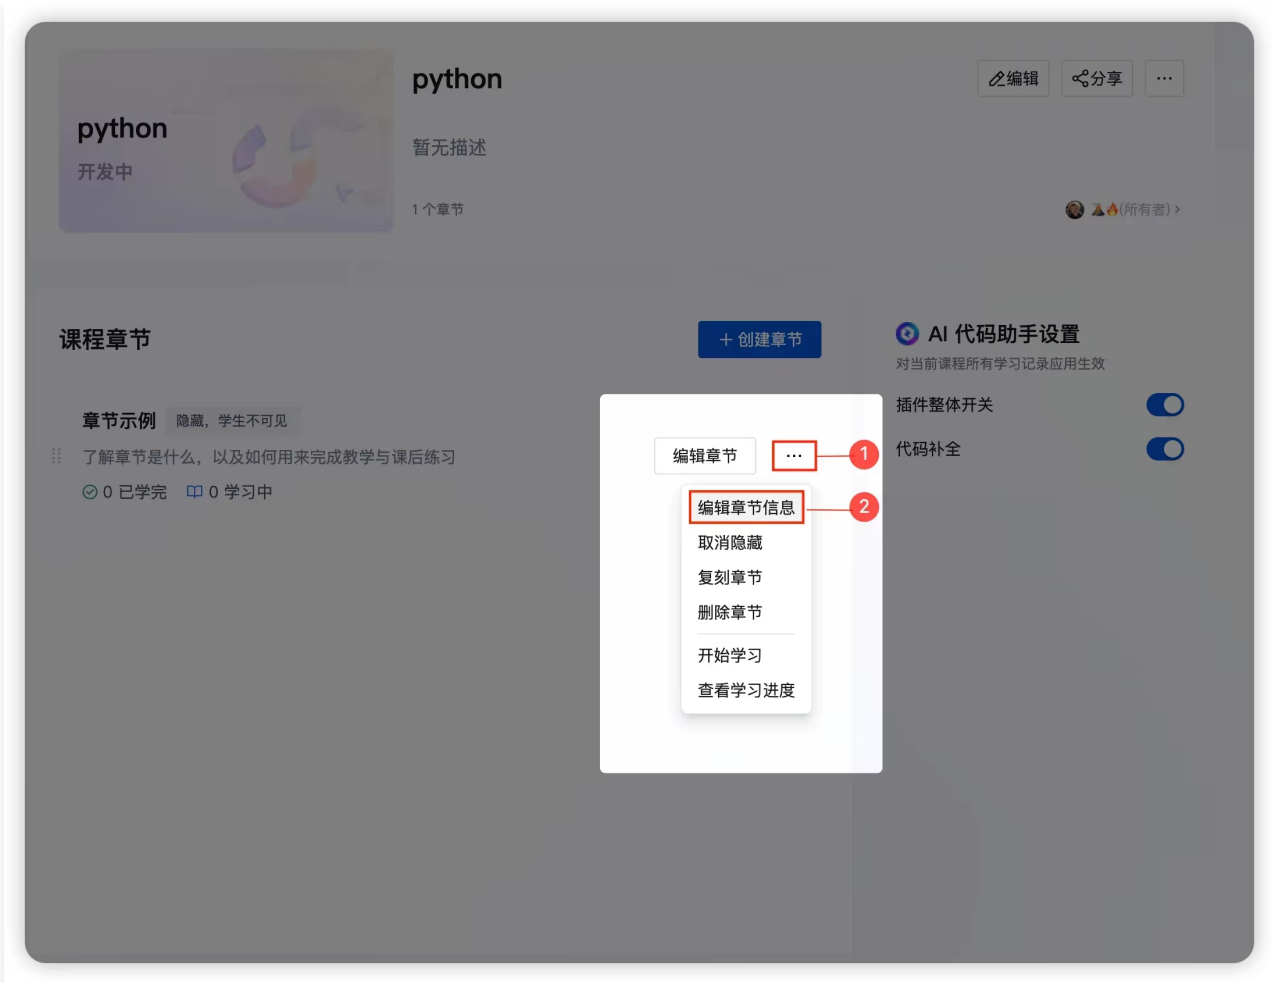 python
开发中
python
编辑
分享
...
暂无描述
1 个章节
(所有者) >
课程章节
+ 创建章节
章节示例
隐藏，学生不可见
了解章节是什么，以及如何用来完成教学与课后练习
0 已学完
0 学习中
编辑章节
...
1
编辑章节信息
2
取消隐藏
复刻章节
删除章节
开始学习
查看学习进度
AI 代码助手设置
对当前课程所有学习记录应用生效
插件整体开关
代码补全